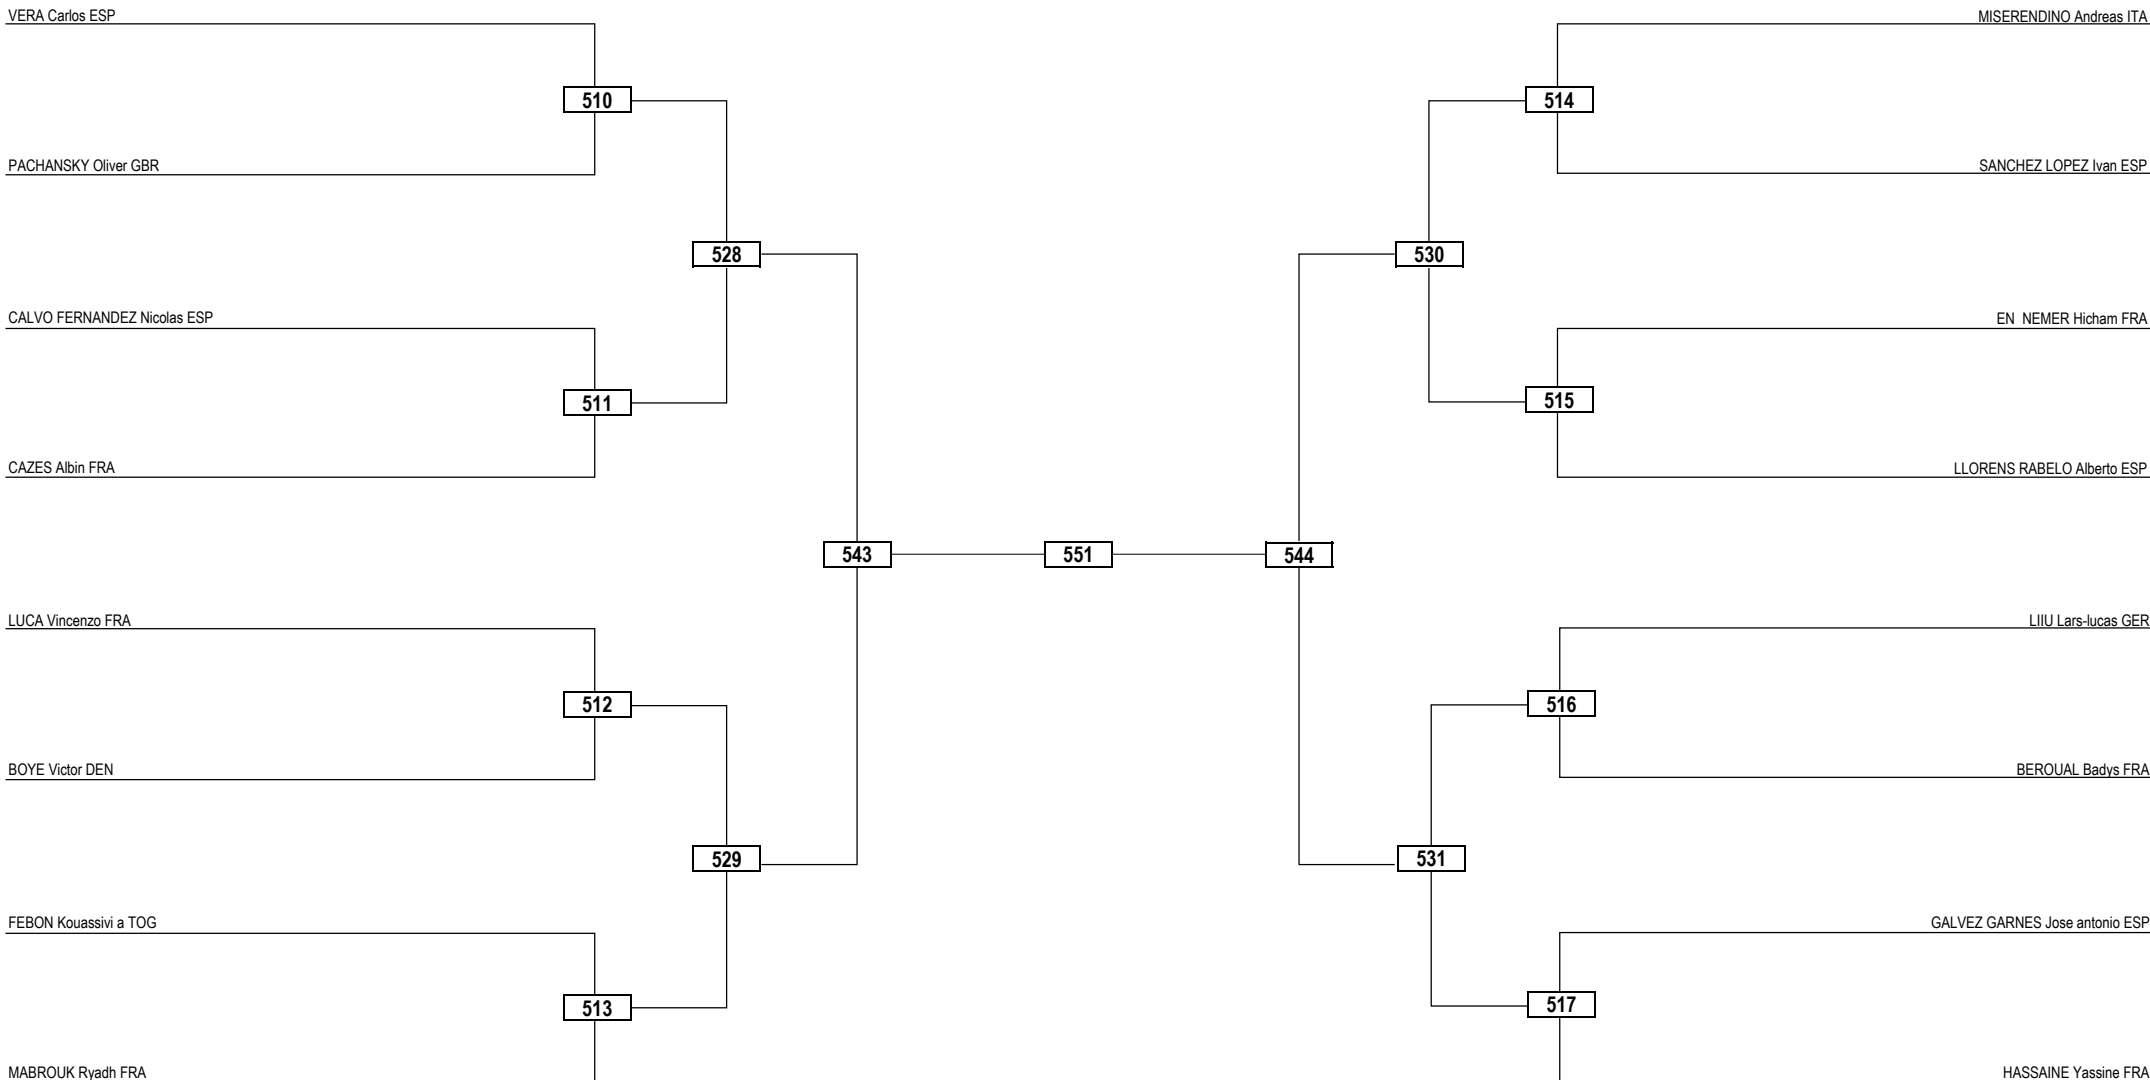 VERA Carlos ESP
MISERENDINO Andreas ITA
510
514
PACHANSKY Oliver GBR
SANCHEZ LOPEZ Ivan ESP
528
530
CALVO FERNANDEZ Nicolas ESP
EN  NEMER Hicham FRA
511
515
CAZES Albin FRA
LLORENS RABELO Alberto ESP
543
551
544
LUCA Vincenzo FRA
LIIU Lars-lucas GER
512
516
BOYE Victor DEN
BEROUAL Badys FRA
529
531
FEBON Kouassivi a TOG
GALVEZ GARNES Jose antonio ESP
513
517
MABROUK Ryadh FRA
HASSAINE Yassine FRA